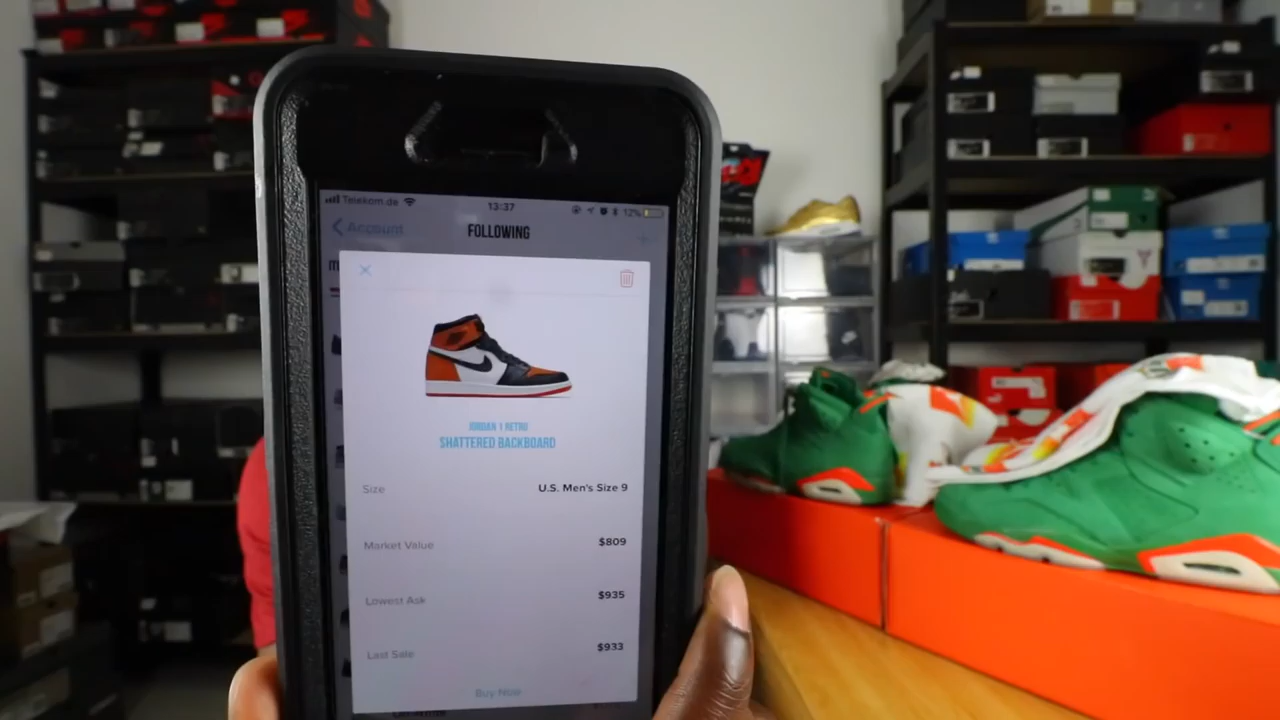 Telekom.de
13:37
12%
Account
FOLLOWING
JORDAN 1 RETRO
SHATTERED BACKBOARD
Size
U.S. Men's Size 9
Market Value
$809
Lowest Ask
$935
Last Sale
$933
Buy Now